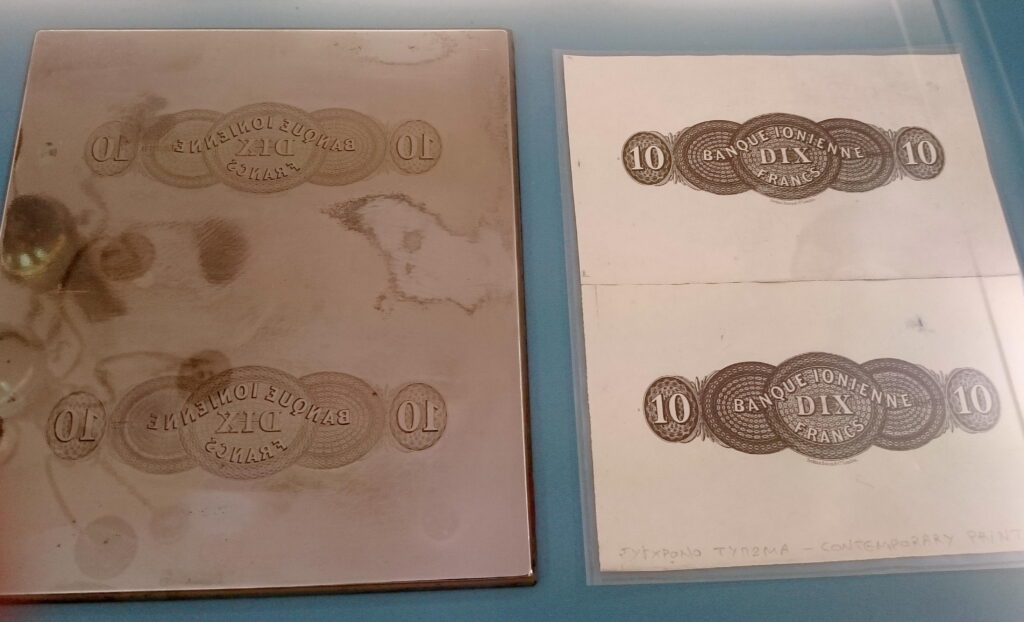 10 BANQUE IONIENNE 10
DIX
FRANCS
10 BANQUE IONIENNE 10
DIX
FRANCS
10 BANQUE IONIENNE 10
DIX
FRANCS
10 BANQUE IONIENNE 10
DIX
FRANCS
ΣΥΓΧΡΟΝΟ ΤΥΠΩΜΑ – CONTEMPORARY PRINT